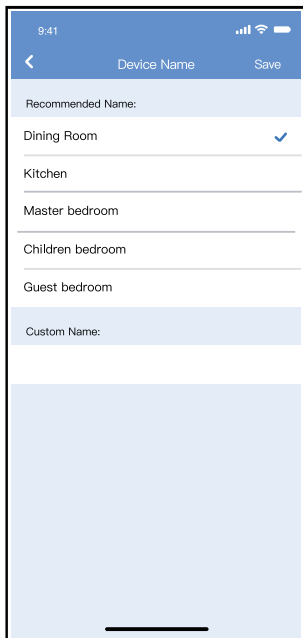 9:41
Device Name
Save
Recommended Name:
Dining Room
Kitchen
Master bedroom
Children bedroom
Guest bedroom
Custom Name: